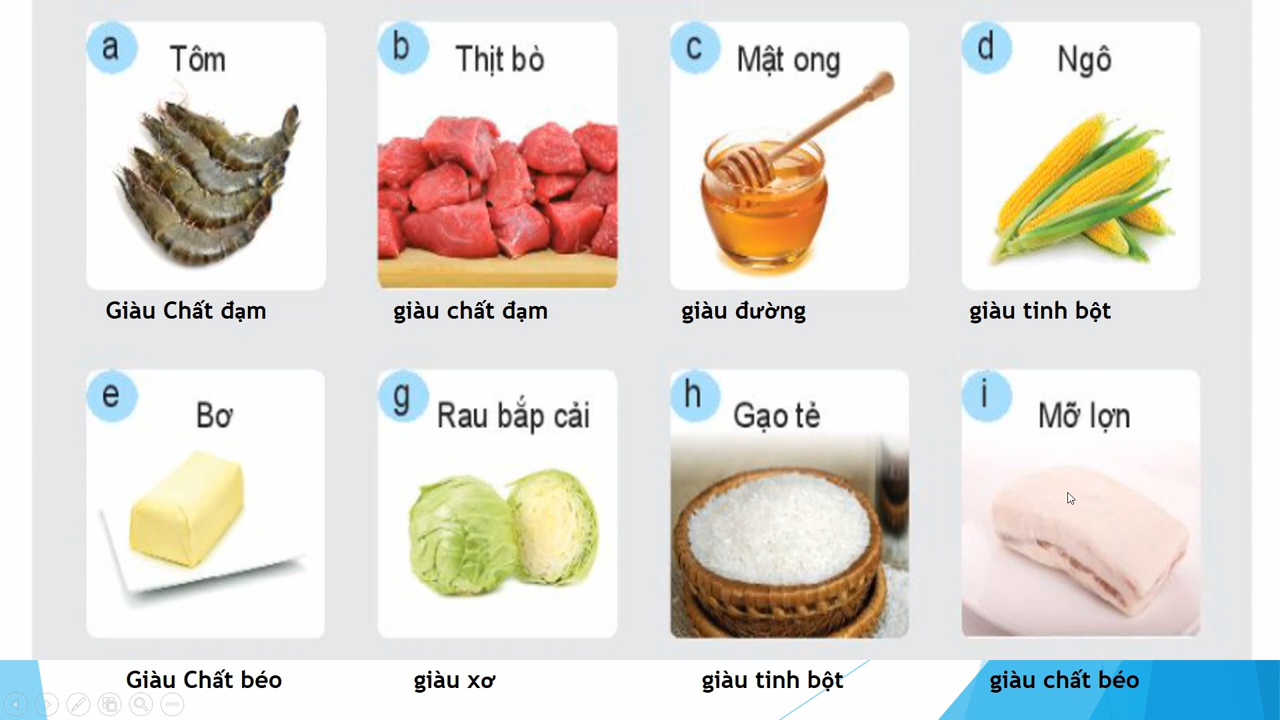 a
Tôm
b
Thịt bò
c
Mật ong
d
Ngô
Giàu Chất đạm
giàu chất đạm
giàu đường
giàu tinh bột
e
Bơ
g
Rau bắp cải
h
Gạo tẻ
i
Mỡ lợn
Giàu Chất béo
giàu xơ
giàu tinh bột
giàu chất béo